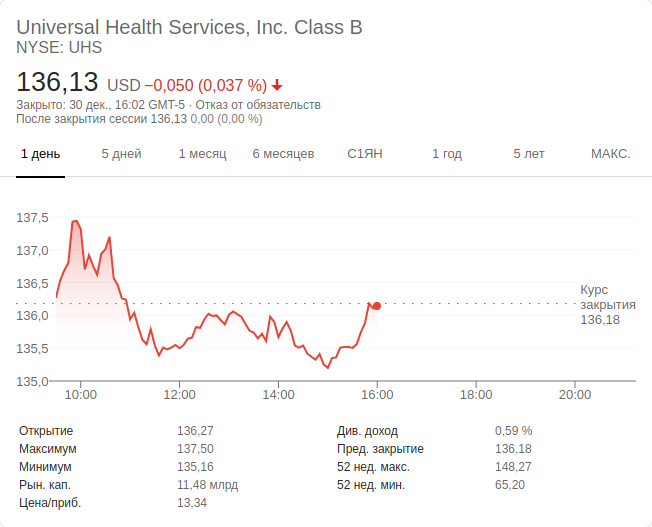 Universal Health Services, Inc. Class B
NYSE: UHS
136,13 USD −0,050 (0,037 %)
Закрыто: 30 дек., 16:02 GMT-5 · Отказ от обязательств
После закрытия сессии 136,13 0,00 (0,00 %)
1 день 5 дней 1 месяц 6 месяцев С1ЯН 1 год 5 лет МАКС.
137,5
137,0
136,5
136,0
135,5
135,0
Курс
закрытия
136,18
10:00 12:00 14:00 16:00 18:00 20:00
Открытие 136,27 Див. доход 0,59 %
Максимум 137,50 Пред. закрытие 136,18
Минимум 135,16 52 нед. макс. 148,27
Рын. кап. 11,48 млрд 52 нед. мин. 65,20
Цена/приб. 13,34